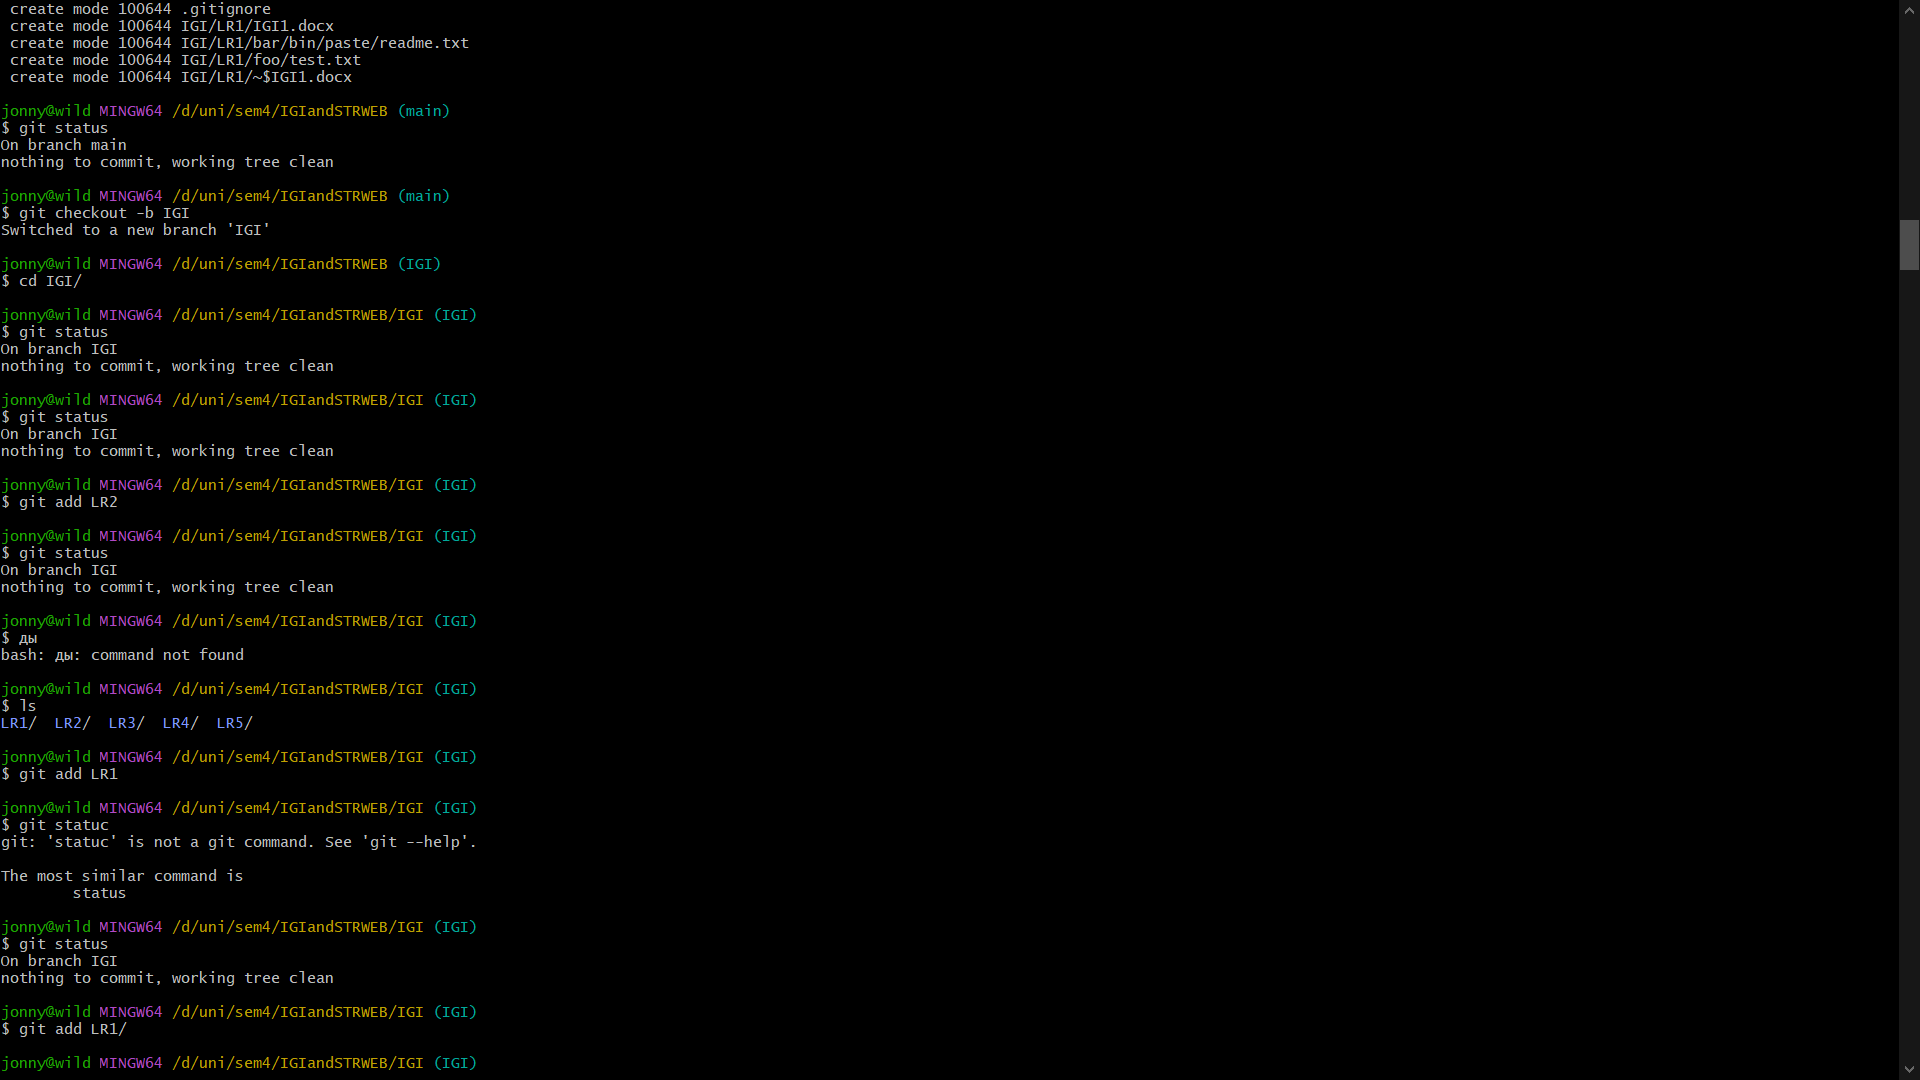 create mode 100644 .gitignore
create mode 100644 IGI/LR1/IGI1.docx
create mode 100644 IGI/LR1/bar/bin/paste/readme.txt
create mode 100644 IGI/LR1/foo/test.txt
create mode 100644 IGI/LR1/~$IGI1.docx
jonny@wild MINGW64 /d/uni/sem4/IGIandSTRWEB (main)
$ git status
On branch main
nothing to commit, working tree clean
jonny@wild MINGW64 /d/uni/sem4/IGIandSTRWEB (main)
$ git checkout -b IGI
Switched to a new branch 'IGI'
jonny@wild MINGW64 /d/uni/sem4/IGIandSTRWEB (IGI)
$ cd IGI/
jonny@wild MINGW64 /d/uni/sem4/IGIandSTRWEB/IGI (IGI)
$ git status
On branch IGI
nothing to commit, working tree clean
jonny@wild MINGW64 /d/uni/sem4/IGIandSTRWEB/IGI (IGI)
$ git status
On branch IGI
nothing to commit, working tree clean
jonny@wild MINGW64 /d/uni/sem4/IGIandSTRWEB/IGI (IGI)
$ git add LR2
jonny@wild MINGW64 /d/uni/sem4/IGIandSTRWEB/IGI (IGI)
$ git status
On branch IGI
nothing to commit, working tree clean
jonny@wild MINGW64 /d/uni/sem4/IGIandSTRWEB/IGI (IGI)
$ ды
bash: ды: command not found
jonny@wild MINGW64 /d/uni/sem4/IGIandSTRWEB/IGI (IGI)
$ ls
LR1/  LR2/  LR3/  LR4/  LR5/
jonny@wild MINGW64 /d/uni/sem4/IGIandSTRWEB/IGI (IGI)
$ git add LR1
jonny@wild MINGW64 /d/uni/sem4/IGIandSTRWEB/IGI (IGI)
$ git statuc
git: 'statuc' is not a git command. See 'git --help'.
The most similar command is
status
jonny@wild MINGW64 /d/uni/sem4/IGIandSTRWEB/IGI (IGI)
$ git status
On branch IGI
nothing to commit, working tree clean
jonny@wild MINGW64 /d/uni/sem4/IGIandSTRWEB/IGI (IGI)
$ git add LR1/
jonny@wild MINGW64 /d/uni/sem4/IGIandSTRWEB/IGI (IGI)